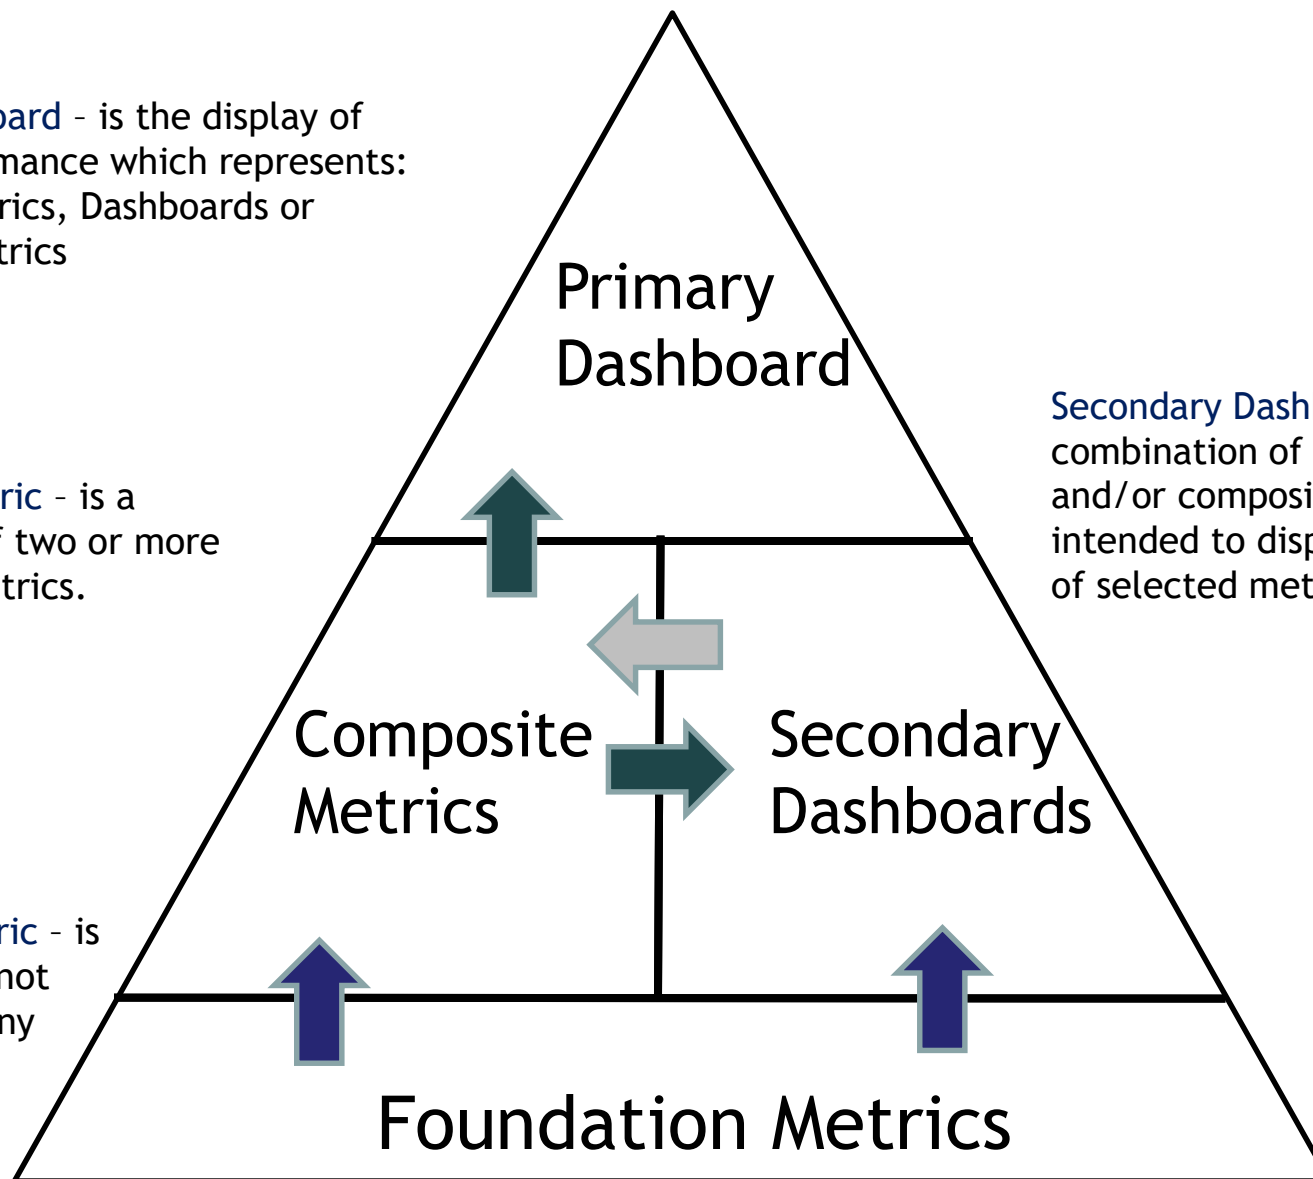 oard – is the display of
mance which represents:
rics, Dashboards or
trics
Primary
Dashboard
Secondary Dash
combination of
and/or composi
intended to disp
of selected met
ric – is a
f two or more
trics.
Composite
Metrics
Secondary
Dashboards
ric – is
not
ny
Foundation Metrics